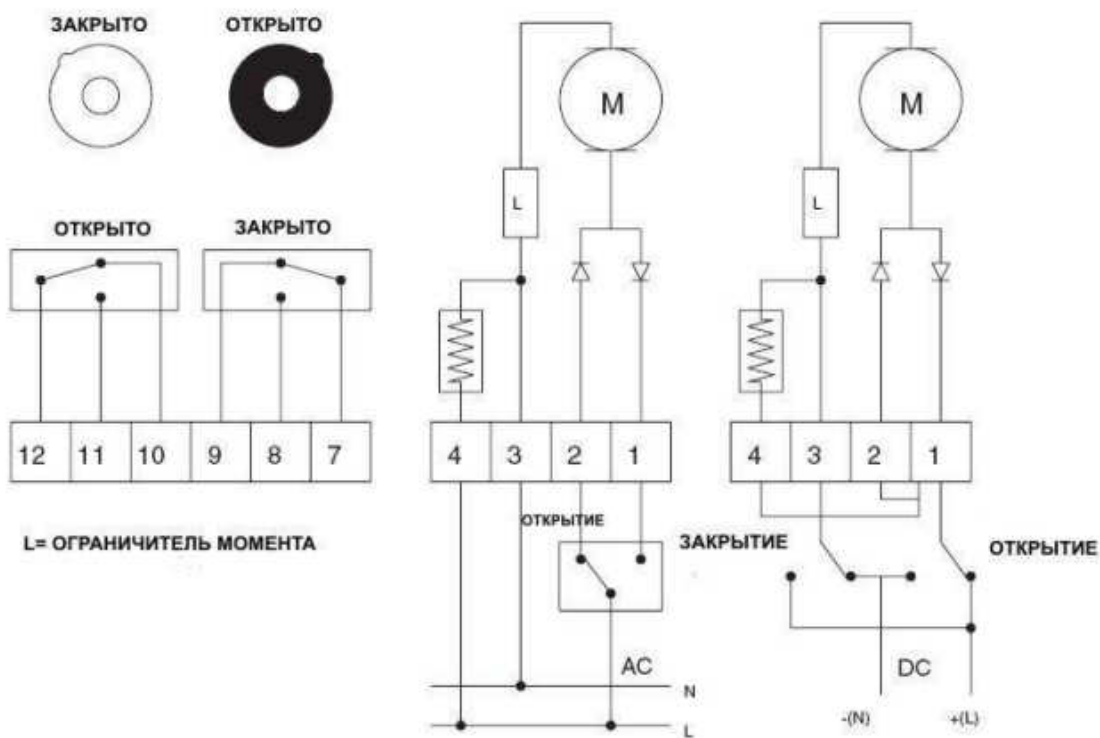 ЗАКРЫТО ОТКРЫТО
M M
L L
ОТКРЫТО ЗАКРЫТО
12 11 10 9 8 7
4 3 2 1
4 3 2 1
L= ОГРАНИЧИТЕЛЬ МОМЕНТА
ОТКРЫТИЕ
ЗАКРЫТИЕ ОТКРЫТИЕ
AC
N
L
DC
-(N) +(L)